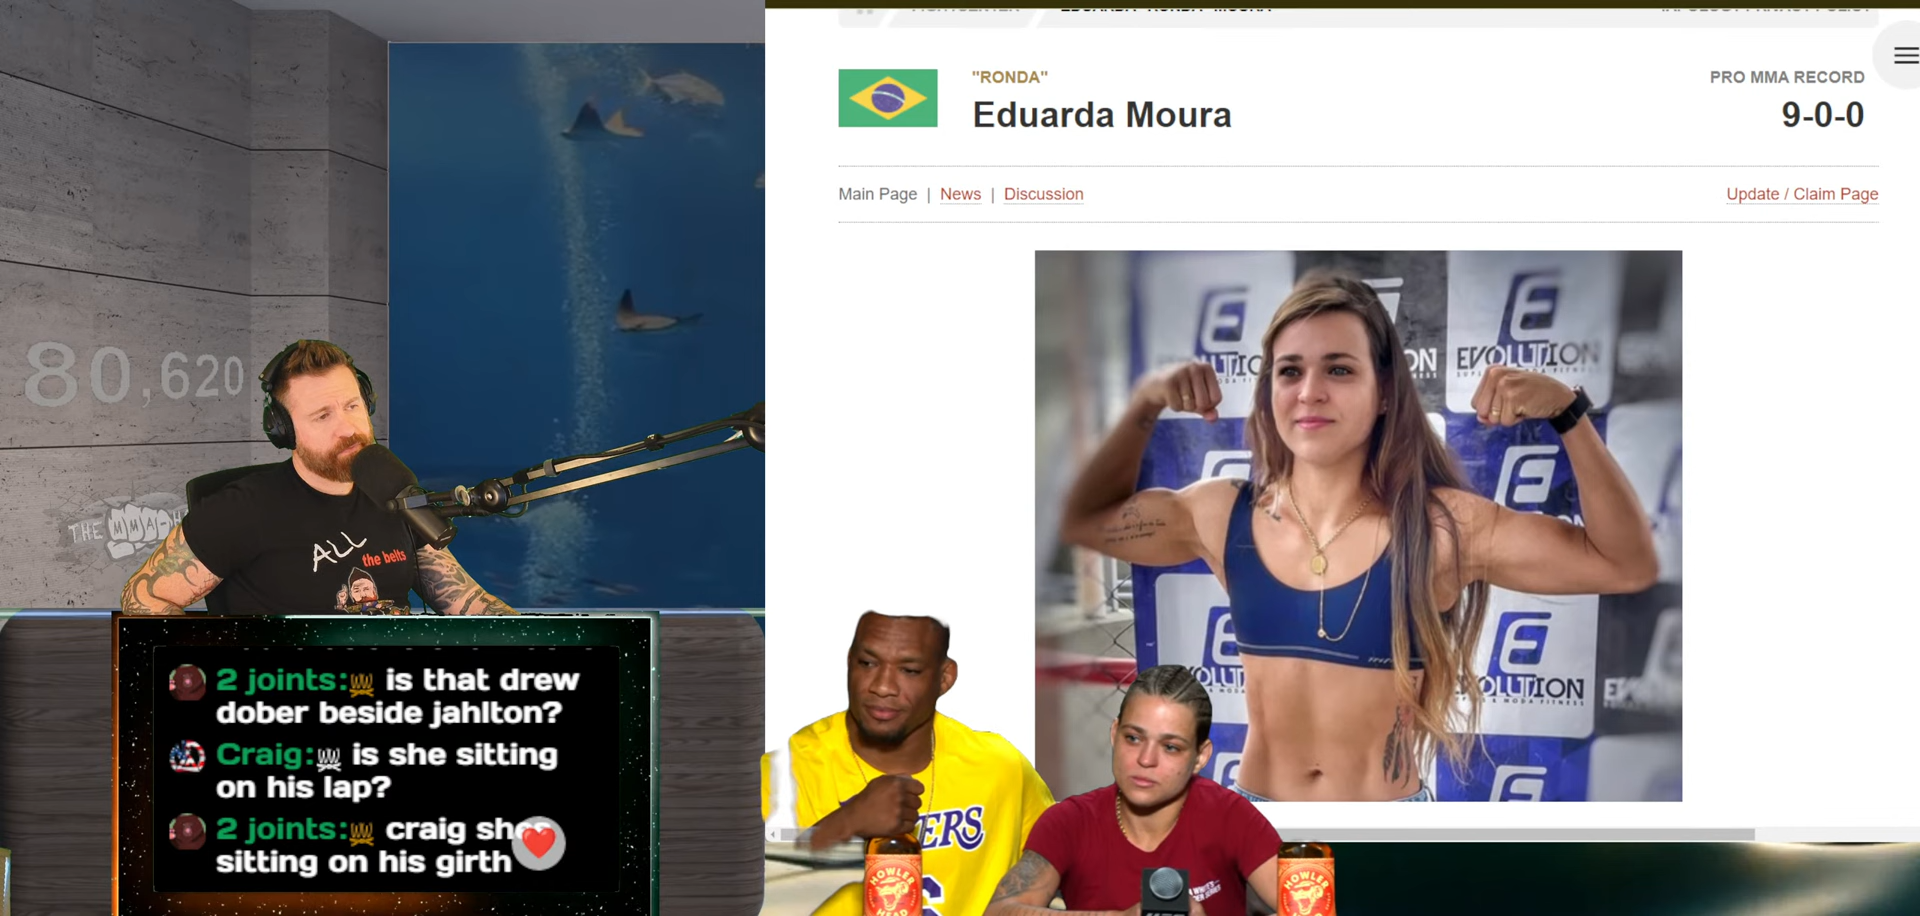 "RONDA"
Eduarda Moura
PRO MMA RECORD
9-0-0
Main Page | News | Discussion
Update / Claim Page
EVOLUTION
80,620
THE MMA-H
ALL
the belts
2 joints: is that drew
dober beside jahlton?
Craig: is she sitting
on his lap?
2 joints: craig shes
sitting on his girth
ERS
HOWLER
HEAD
HOWLER